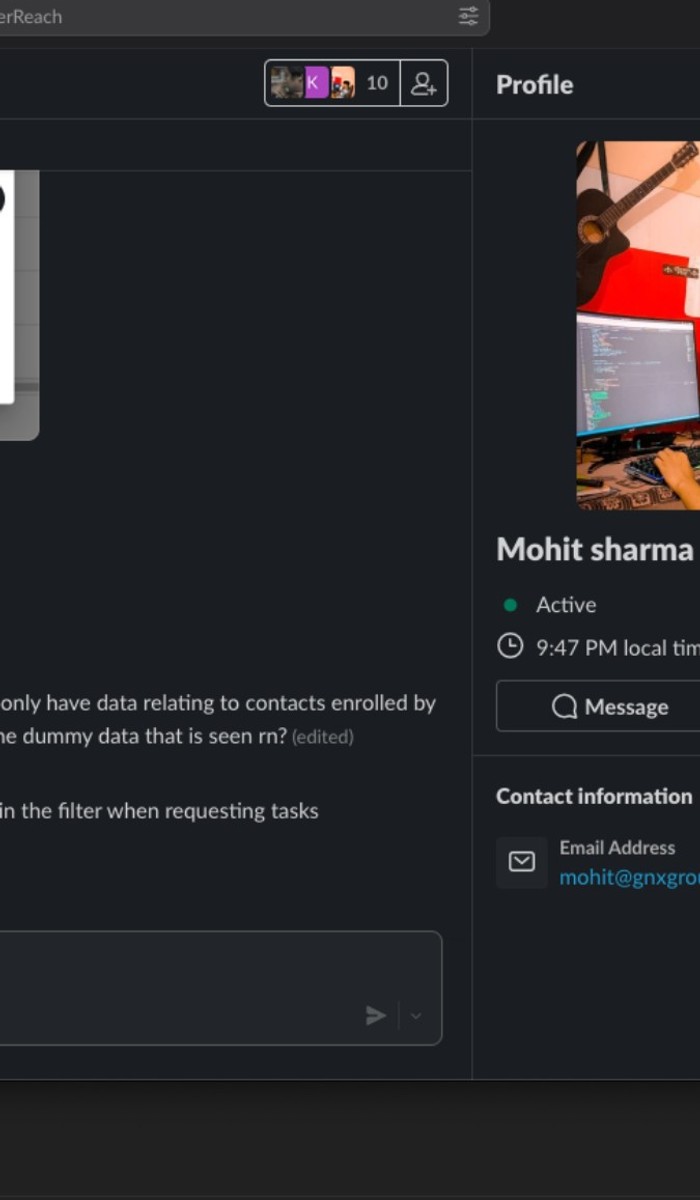 erReach
K
10
Profile
Mohit sharma
Active
9:47 PM local tim
Message
only have data relating to contacts enrolled by
ne dummy data that is seen rn? (edited)
in the filter when requesting tasks
Contact information
Email Address
mohit@gnxgrou